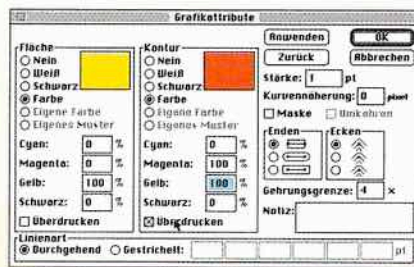 Grafikattribute
Fläche
Nein
Weiß
Schwarz
Farbe
Eigene Farbe
Eigenes Muster
Cyan: 0 %
Magenta: 0 %
Gelb: 100 %
Schwarz: 0 %
Überdrucken
Kontur
Nein
Weiß
Schwarz
Farbe
Eigene Farbe
Eigenes Muster
Cyan: 0 %
Magenta: 100 %
Gelb: 100 %
Schwarz: 0 %
Überdrucken
Anwenden
OK
Zurück
Abbrechen
Stärke: 1 pt
Kurvennäherung: 0 pixel
Maske
Umkehren
Enden
Ecken
Gehrungsgrenze: 4 x
Notiz:
Linienart
Durchgehend
Gestrichelt:
pt